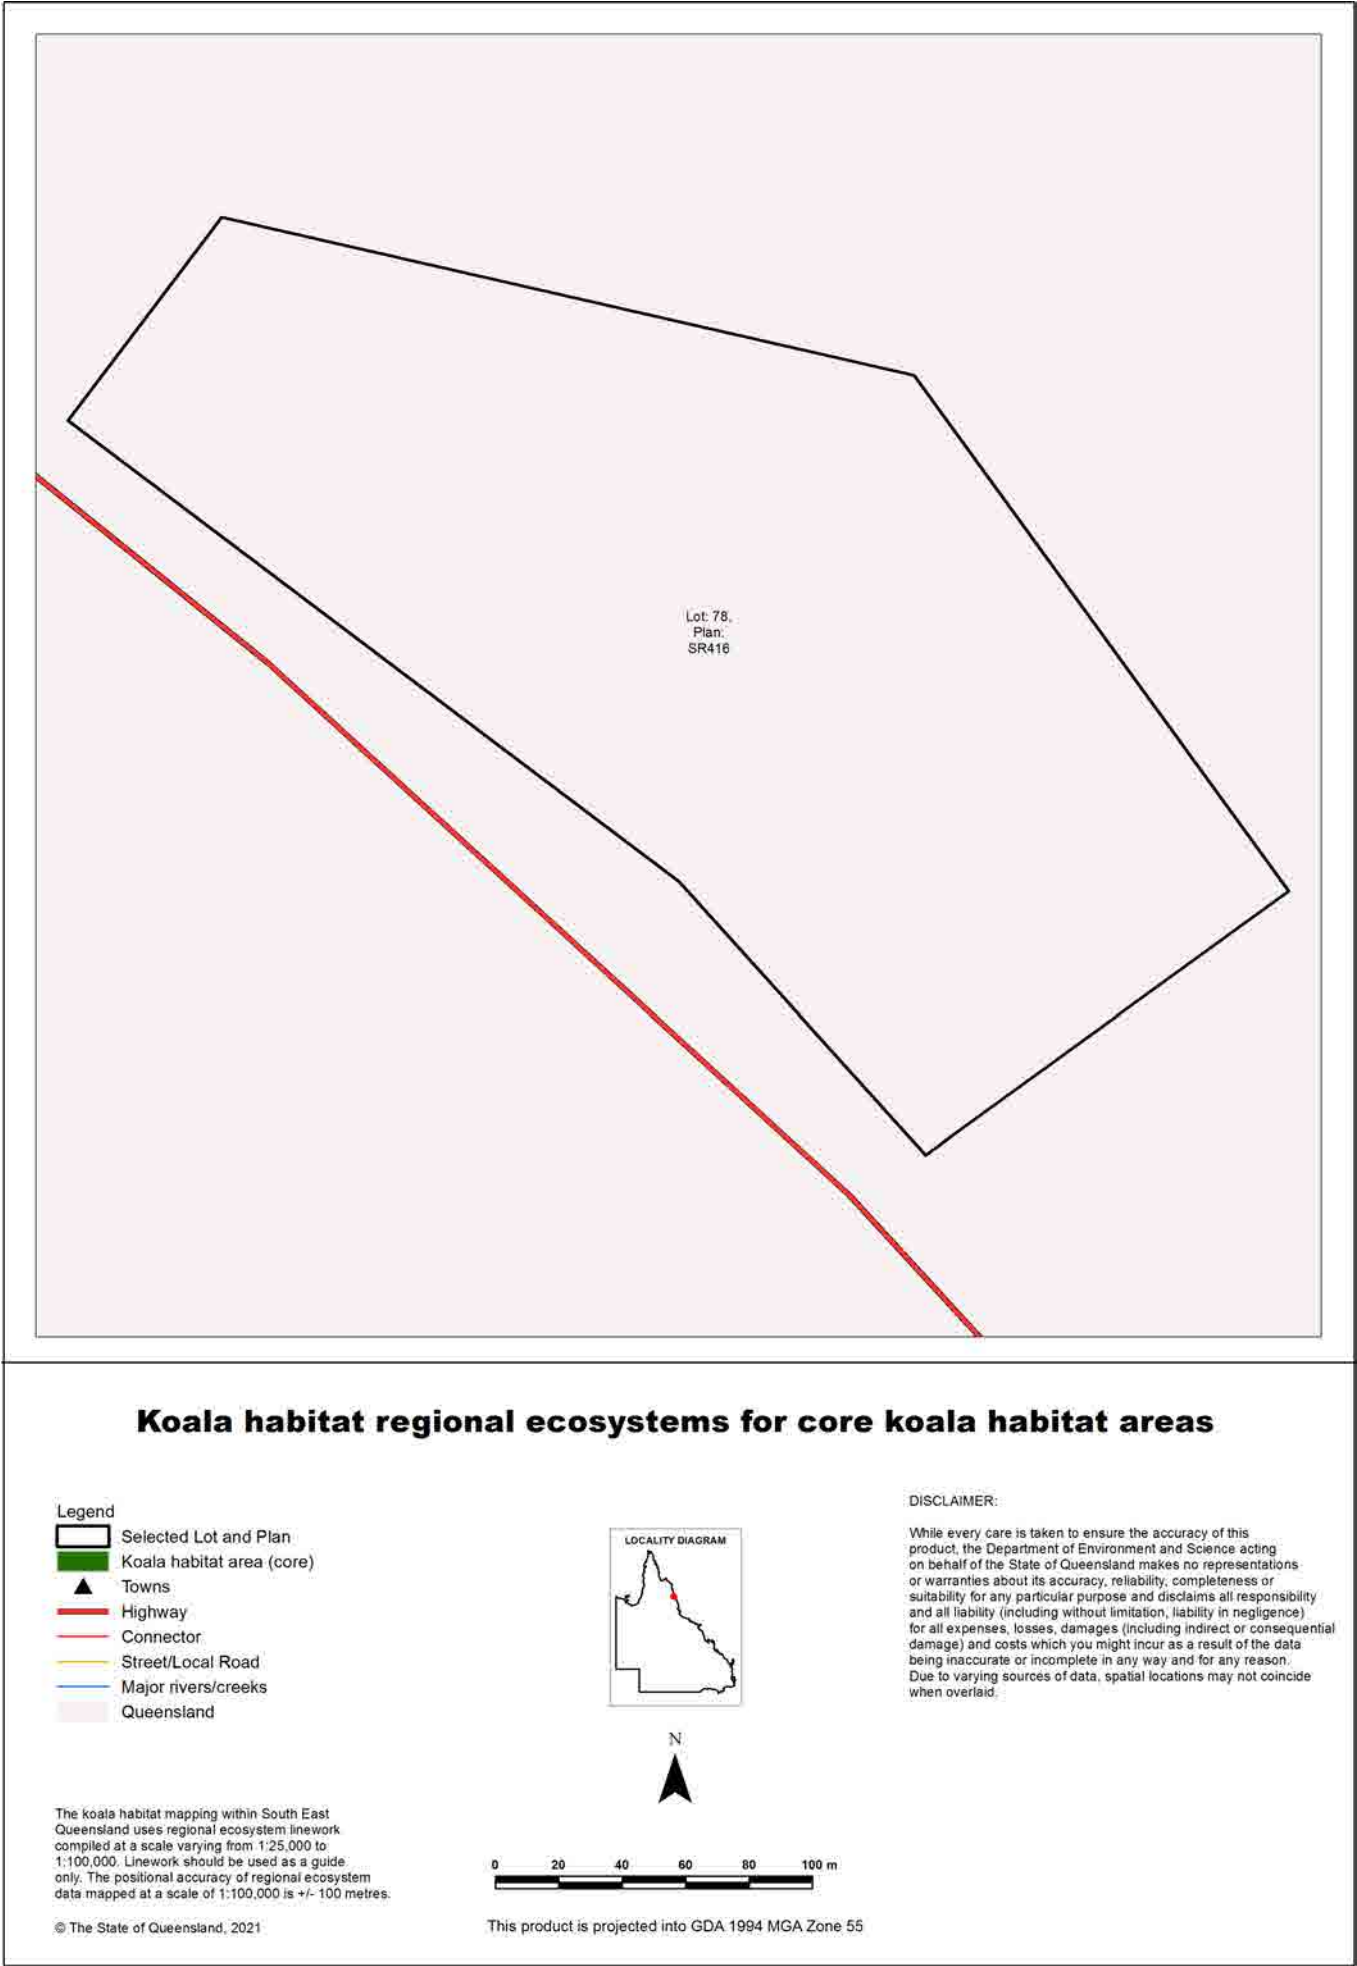 Lot: 78,
Plan:
SR416
Koala habitat regional ecosystems for core koala habitat areas
Legend
Selected Lot and Plan
Koala habitat area (core)
Towns
Highway
Connector
Street/Local Road
Major rivers/creeks
Queensland
The koala habitat mapping within South East
Queensland uses regional ecosystem linework
compiled at a scale varying from 1:25,000 to
1:100,000. Linework should be used as a guide
only. The positional accuracy of regional ecosystem
data mapped at a scale of 1:100,000 is +/- 100 metres.
© The State of Queensland, 2021
LOCALITY DIAGRAM
N
0 20 40 60 80 100 m
This product is projected into GDA 1994 MGA Zone 55
DISCLAIMER:
While every care is taken to ensure the accuracy of this
product, the Department of Environment and Science acting
on behalf of the State of Queensland makes no representations
or warranties about its accuracy, reliability, completeness or
suitability for any particular purpose and disclaims all responsibility
and all liability (including without limitation, liability in negligence)
for all expenses, losses, damages (including indirect or consequential
damage) and costs which you might incur as a result of the data
being inaccurate or incomplete in any way and for any reason.
Due to varying sources of data, spatial locations may not coincide
when overlaid.